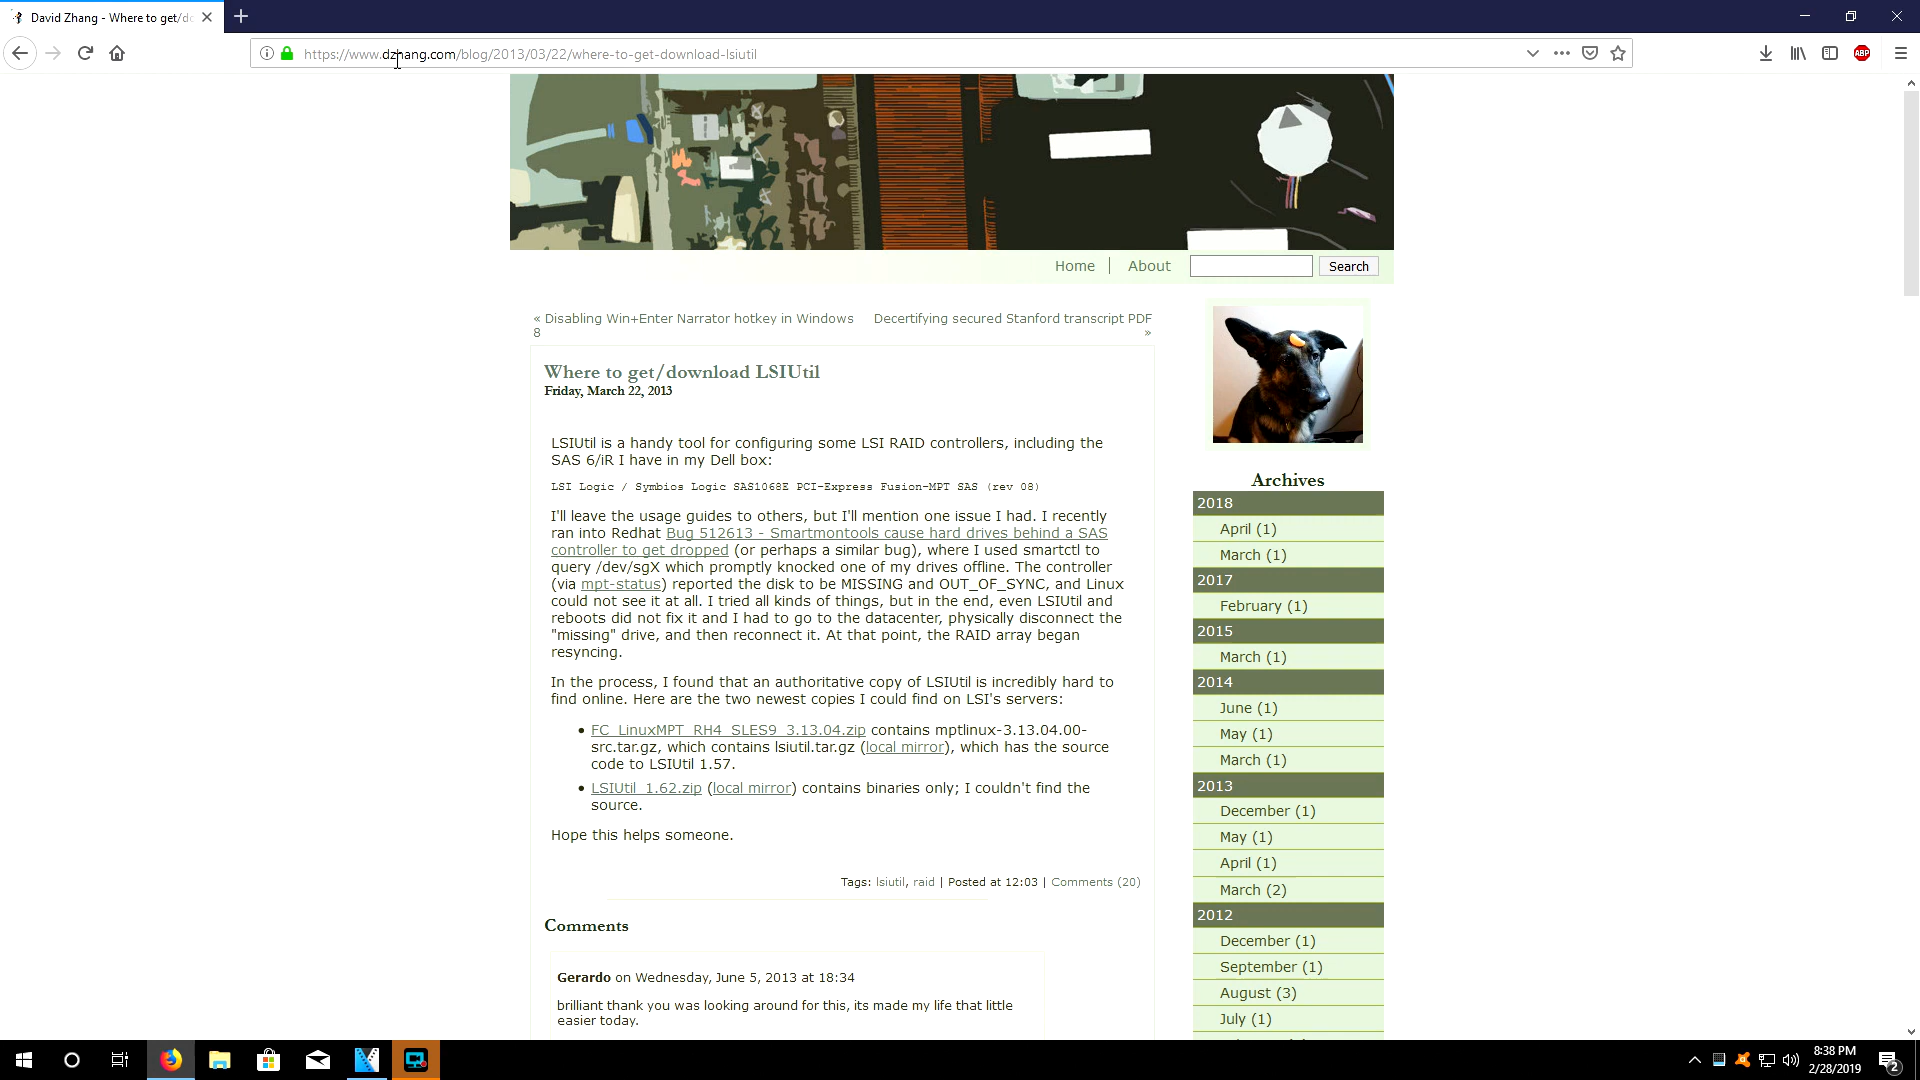 David Zhang - Where to get/do
https://www.dzhang.com/blog/2013/03/22/where-to-get-download-lsiutil
ABP
Home | About
Search
« Disabling Win+Enter Narrator hotkey in Windows 8
Decertifying secured Stanford transcript PDF »
Where to get/download LSIUtil
Friday, March 22, 2013
LSIUtil is a handy tool for configuring some LSI RAID controllers, including the
SAS 6/iR I have in my Dell box:
LSI Logic / Symbios Logic SAS1068E PCI-Express Fusion-MPT SAS (rev 08)
I'll leave the usage guides to others, but I'll mention one issue I had. I recently
ran into Redhat Bug 512613 - Smartmontools cause hard drives behind a SAS
controller to get dropped (or perhaps a similar bug), where I used smartctl to
query /dev/sgX which promptly knocked one of my drives offline. The controller
(via mpt-status) reported the disk to be MISSING and OUT_OF_SYNC, and Linux
could not see it at all. I tried all kinds of things, but in the end, even LSIUtil and
reboots did not fix it and I had to go to the datacenter, physically disconnect the
"missing" drive, and then reconnect it. At that point, the RAID array began
resyncing.
In the process, I found that an authoritative copy of LSIUtil is incredibly hard to
find online. Here are the two newest copies I could find on LSI's servers:
• FC_LinuxMPT_RH4_SLES9_3.13.04.zip contains mptlinux-3.13.04.00-
src.tar.gz, which contains lsiutil.tar.gz (local mirror), which has the source
code to LSIUtil 1.57.
• LSIUtil_1.62.zip (local mirror) contains binaries only; I couldn't find the
source.
Hope this helps someone.
Tags: lsiutil, raid | Posted at 12:03 | Comments (20)
Comments
Gerardo on Wednesday, June 5, 2013 at 18:34
brilliant thank you was looking around for this, its made my life that little
easier today.
Archives
2018
April (1)
March (1)
2017
February (1)
2015
March (1)
2014
June (1)
May (1)
March (1)
2013
December (1)
May (1)
April (1)
March (2)
2012
December (1)
September (1)
August (3)
July (1)
8:38 PM
2/28/2019
2